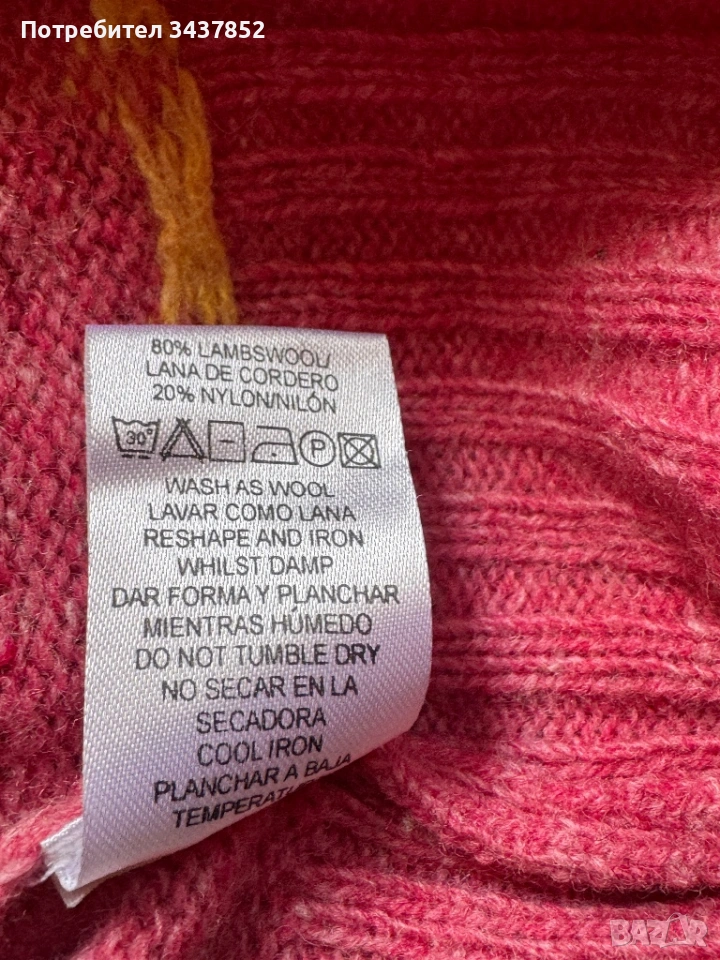 Потребител 3437852
80% LAMBSWOOL/
LANA DE CORDERO
20% NYLON/NILÓN
30°
P
WASH AS WOOL
LAVAR COMO LANA
RESHAPE AND IRON
WHILST DAMP
DAR FORMA Y PLANCHAR
MIENTRAS HÚMEDO
DO NOT TUMBLE DRY
NO SECAR EN LA
SECADORA
COOL IRON
PLANCHAR A BAJA
BAZAR